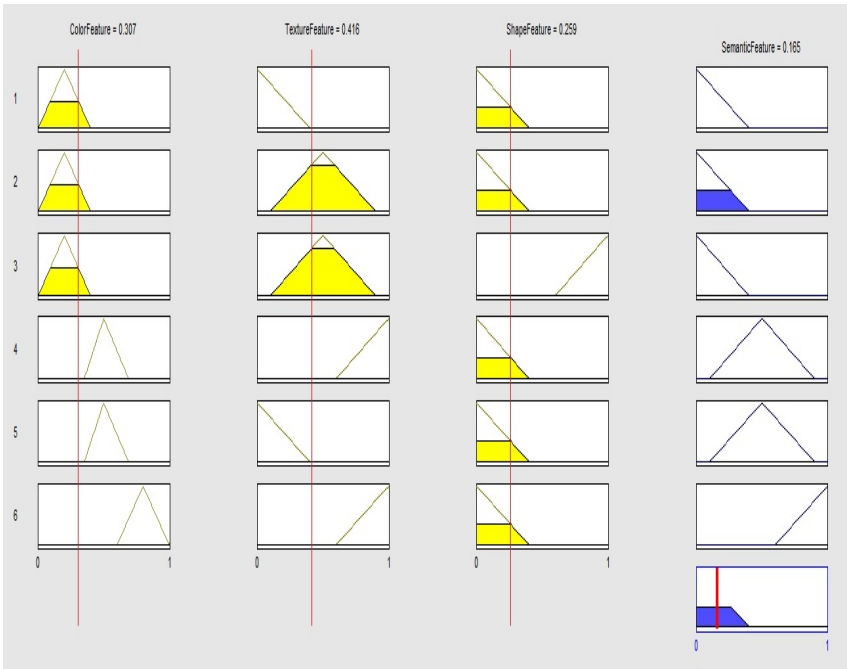 ColorFeature = 0.307
TextureFeature = 0.416
ShapeFeature = 0.259
SemanticFeature = 0.165
1
2
3
4
5
6
0 1
0 1
0 1
0 1